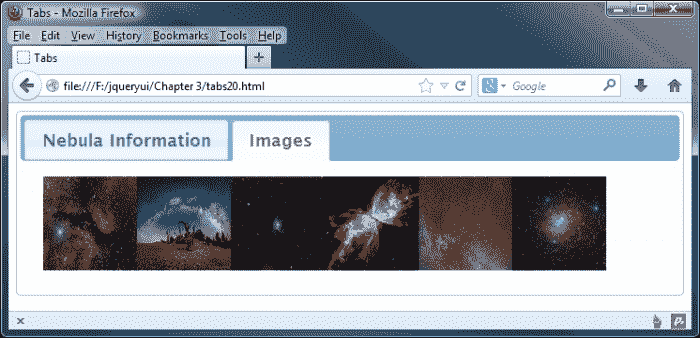 Tabs - Mozilla Firefox
File Edit View History Bookmarks Tools Help
Tabs +
file:///F:/jqueryui/Chapter 3/tabs20.html
Google
Nebula Information Images